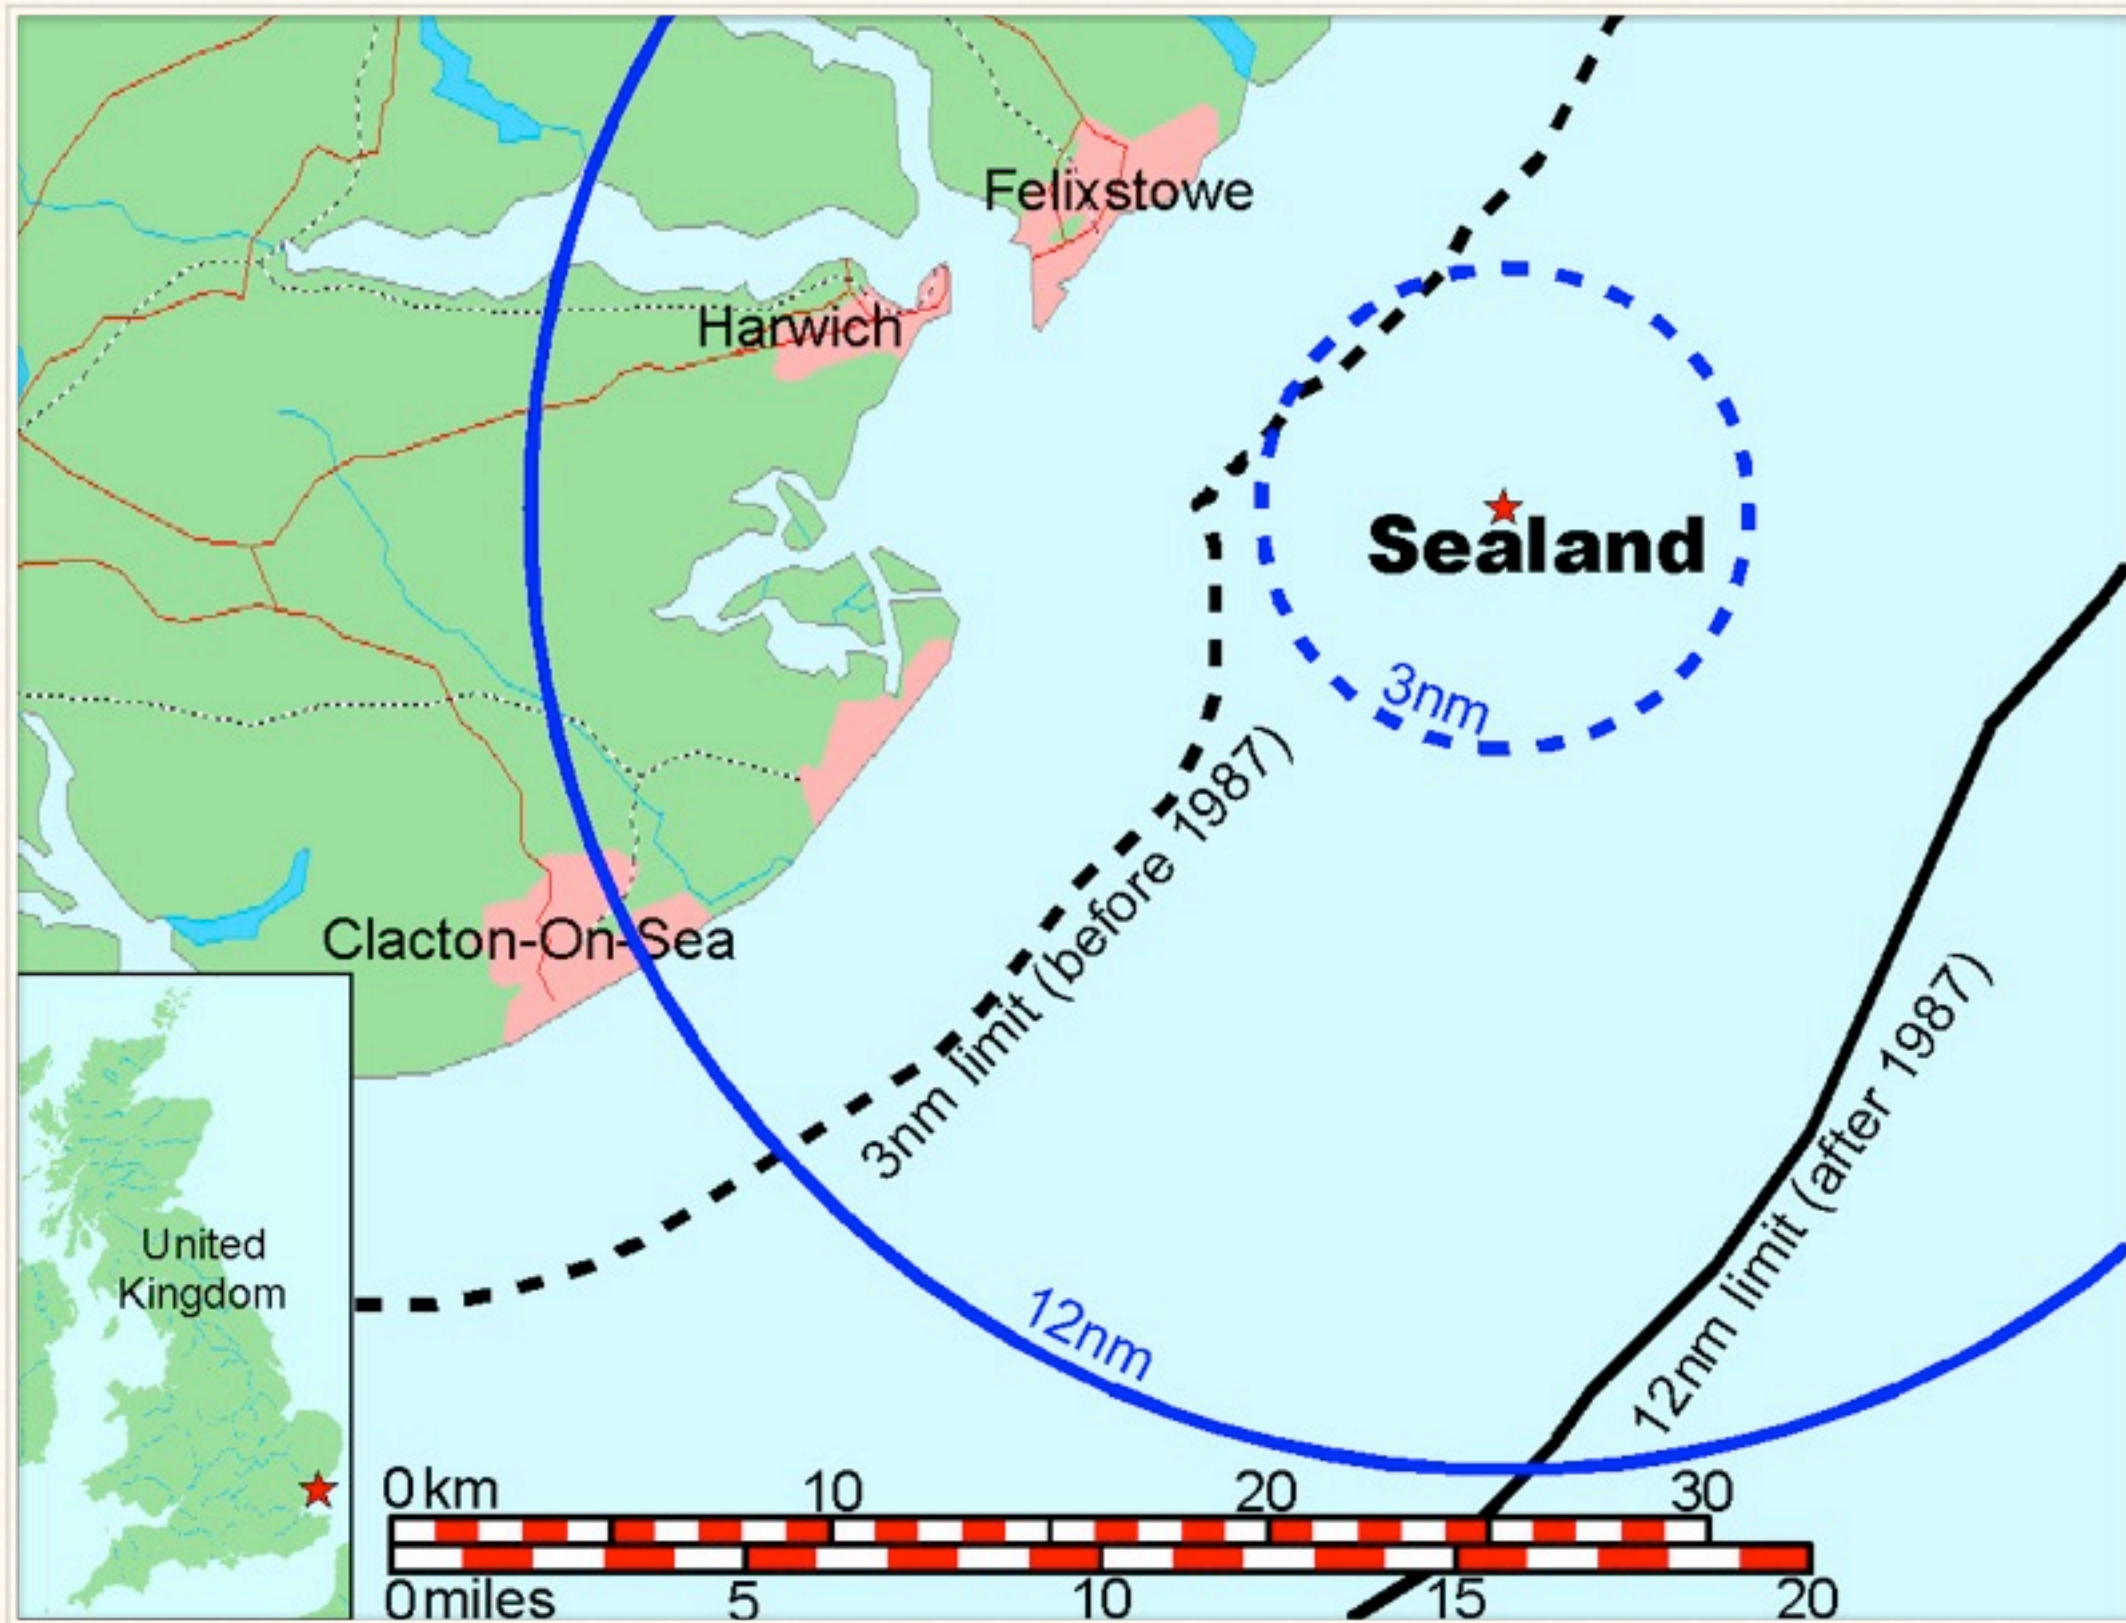 Felixstowe
Harwich
Sealand
3nm
3nm limit (before 1987)
Clacton-On-Sea
12nm limit (after 1987)
United
Kingdom
12nm
0 km 10 20 30
0 miles 5 10 15 20